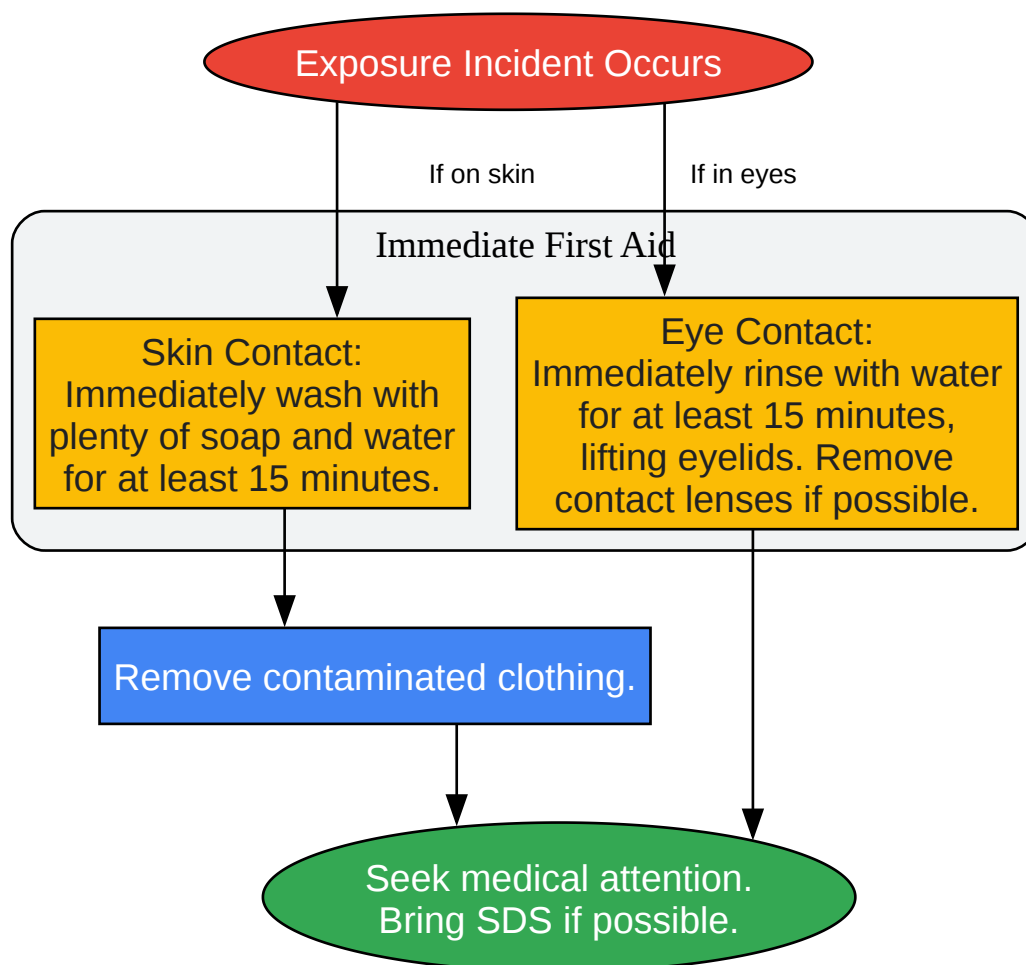 Exposure Incident Occurs
If on skin
If in eyes
Immediate First Aid
Skin Contact:
Immediately wash with
plenty of soap and water
for at least 15 minutes.
Eye Contact:
Immediately rinse with water
for at least 15 minutes,
lifting eyelids. Remove
contact lenses if possible.
Remove contaminated clothing.
Seek medical attention.
Bring SDS if possible.